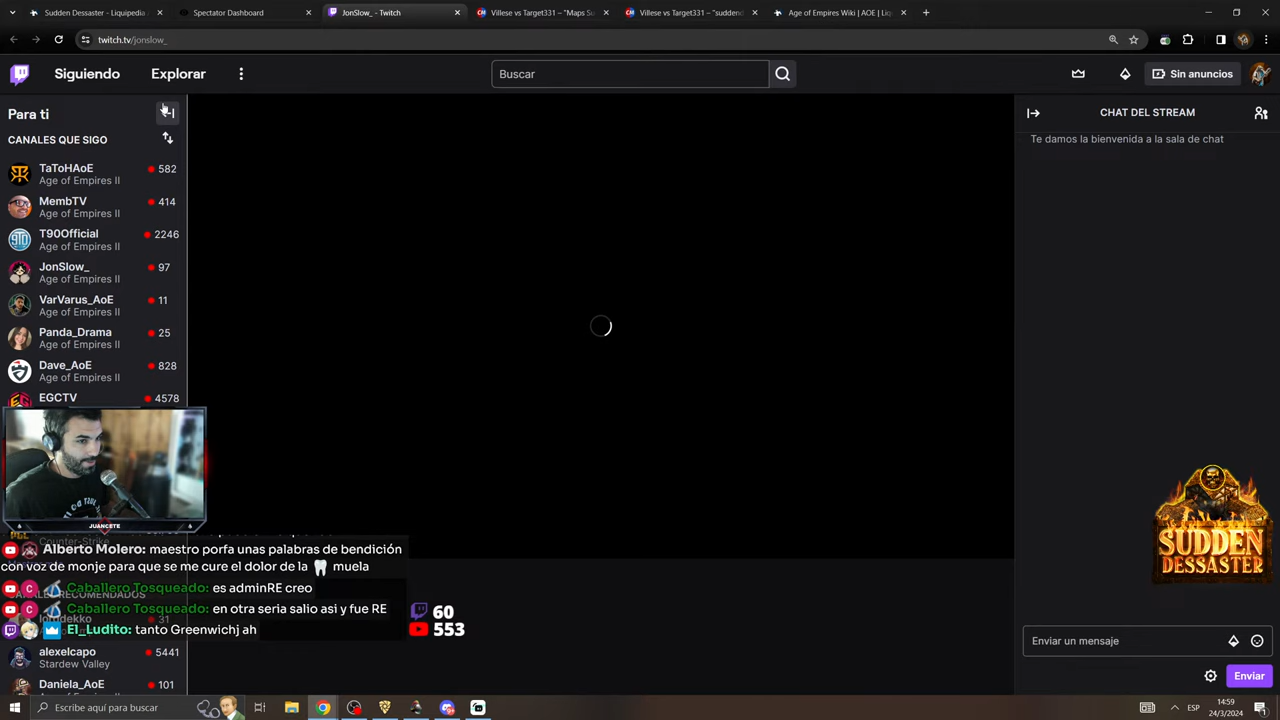 Sudden Dessaster - Liquipedia
Spectator Dashboard
JonSlow_ - Twitch
Villese vs Target331 – "Maps Su
Villese vs Target331 – "sudden
Age of Empires Wiki | AOE | Liq
twitch.tv/jonslow_
Siguiendo
Explorar
Buscar
Sin anuncios
Para ti
CANALES QUE SIGO
TaToHAoE
582
Age of Empires II
MembTV
414
Age of Empires II
T90Official
2246
Age of Empires II
JonSlow_
97
Age of Empires II
VarVarus_AoE
11
Age of Empires II
Panda_Drama
25
Age of Empires II
Dave_AoE
828
Age of Empires II
EGCTV
4578
JUANCETE
Counter-Strike
Alberto Molero: maestro porfa unas palabras de bendición
con voz de monje para que se me cure el dolor de la 🦷 muela
Caballero Tosqueado: es adminRE creo
Caballero Tosqueado: en otra seria salio asi y fue RE
El_Ludito: tanto Greenwichj ah
31
alexelcapo
5441
Stardew Valley
Daniela_AoE
101
60
553
CHAT DEL STREAM
Te damos la bienvenida a la sala de chat
SUDDEN
DESSASTER
Enviar un mensaje
Enviar
Escribe aquí para buscar
ESP
14:59
24/3/2024